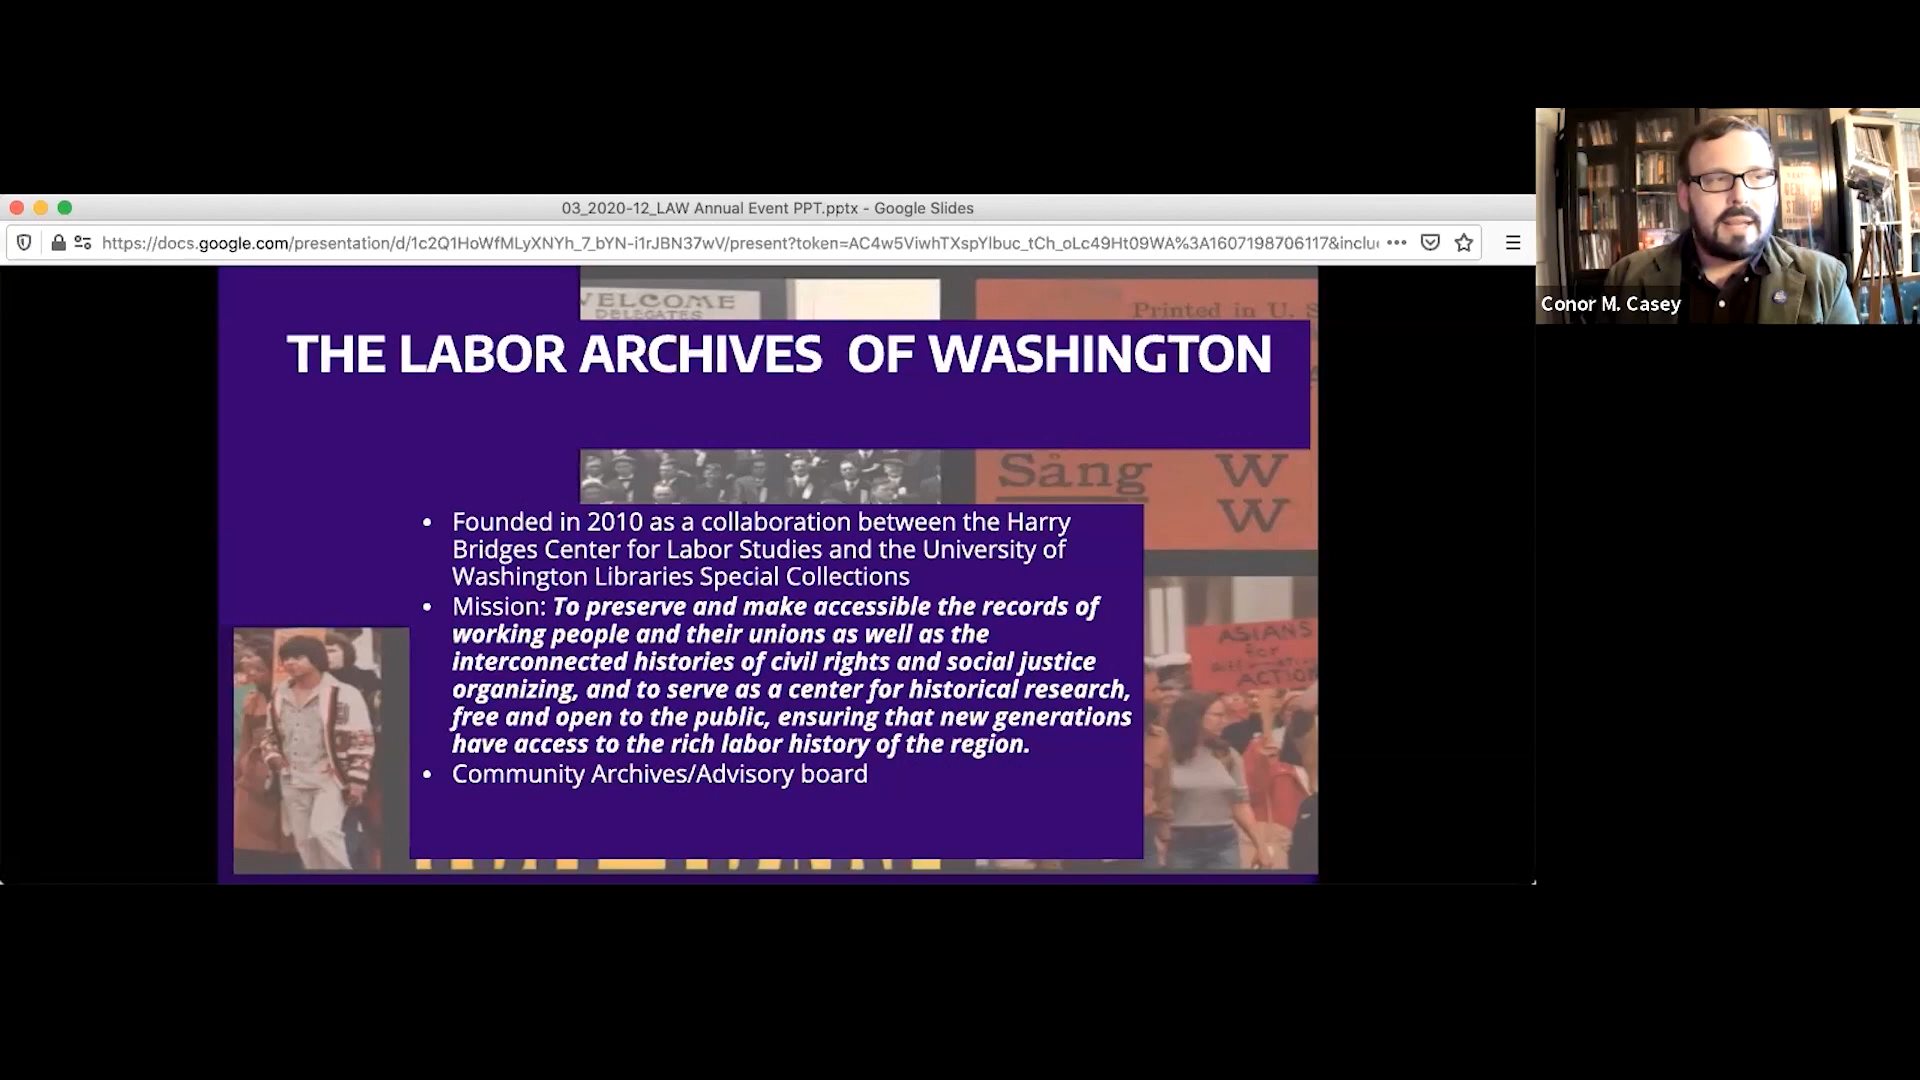 03_2020-12_LAW Annual Event PPT.pptx - Google Slides
https://docs.google.com/presentation/d/1c2Q1HoWfMLyXNYh_7_bYN-i1rJBN37wV/present?token=AC4w5ViwhTXspYlbuc_tCh_oLc49Ht09WA%3A1607198706117&inclu
Conor M. Casey
WELCOME
DELEGATES
Printed in U. S
THE LABOR ARCHIVES OF WASHINGTON
Sång
W
W
• Founded in 2010 as a collaboration between the Harry
Bridges Center for Labor Studies and the University of
Washington Libraries Special Collections
• Mission: To preserve and make accessible the records of
working people and their unions as well as the
interconnected histories of civil rights and social justice
organizing, and to serve as a center for historical research,
free and open to the public, ensuring that new generations
have access to the rich labor history of the region.
• Community Archives/Advisory board
ASIANS
for
ACTION